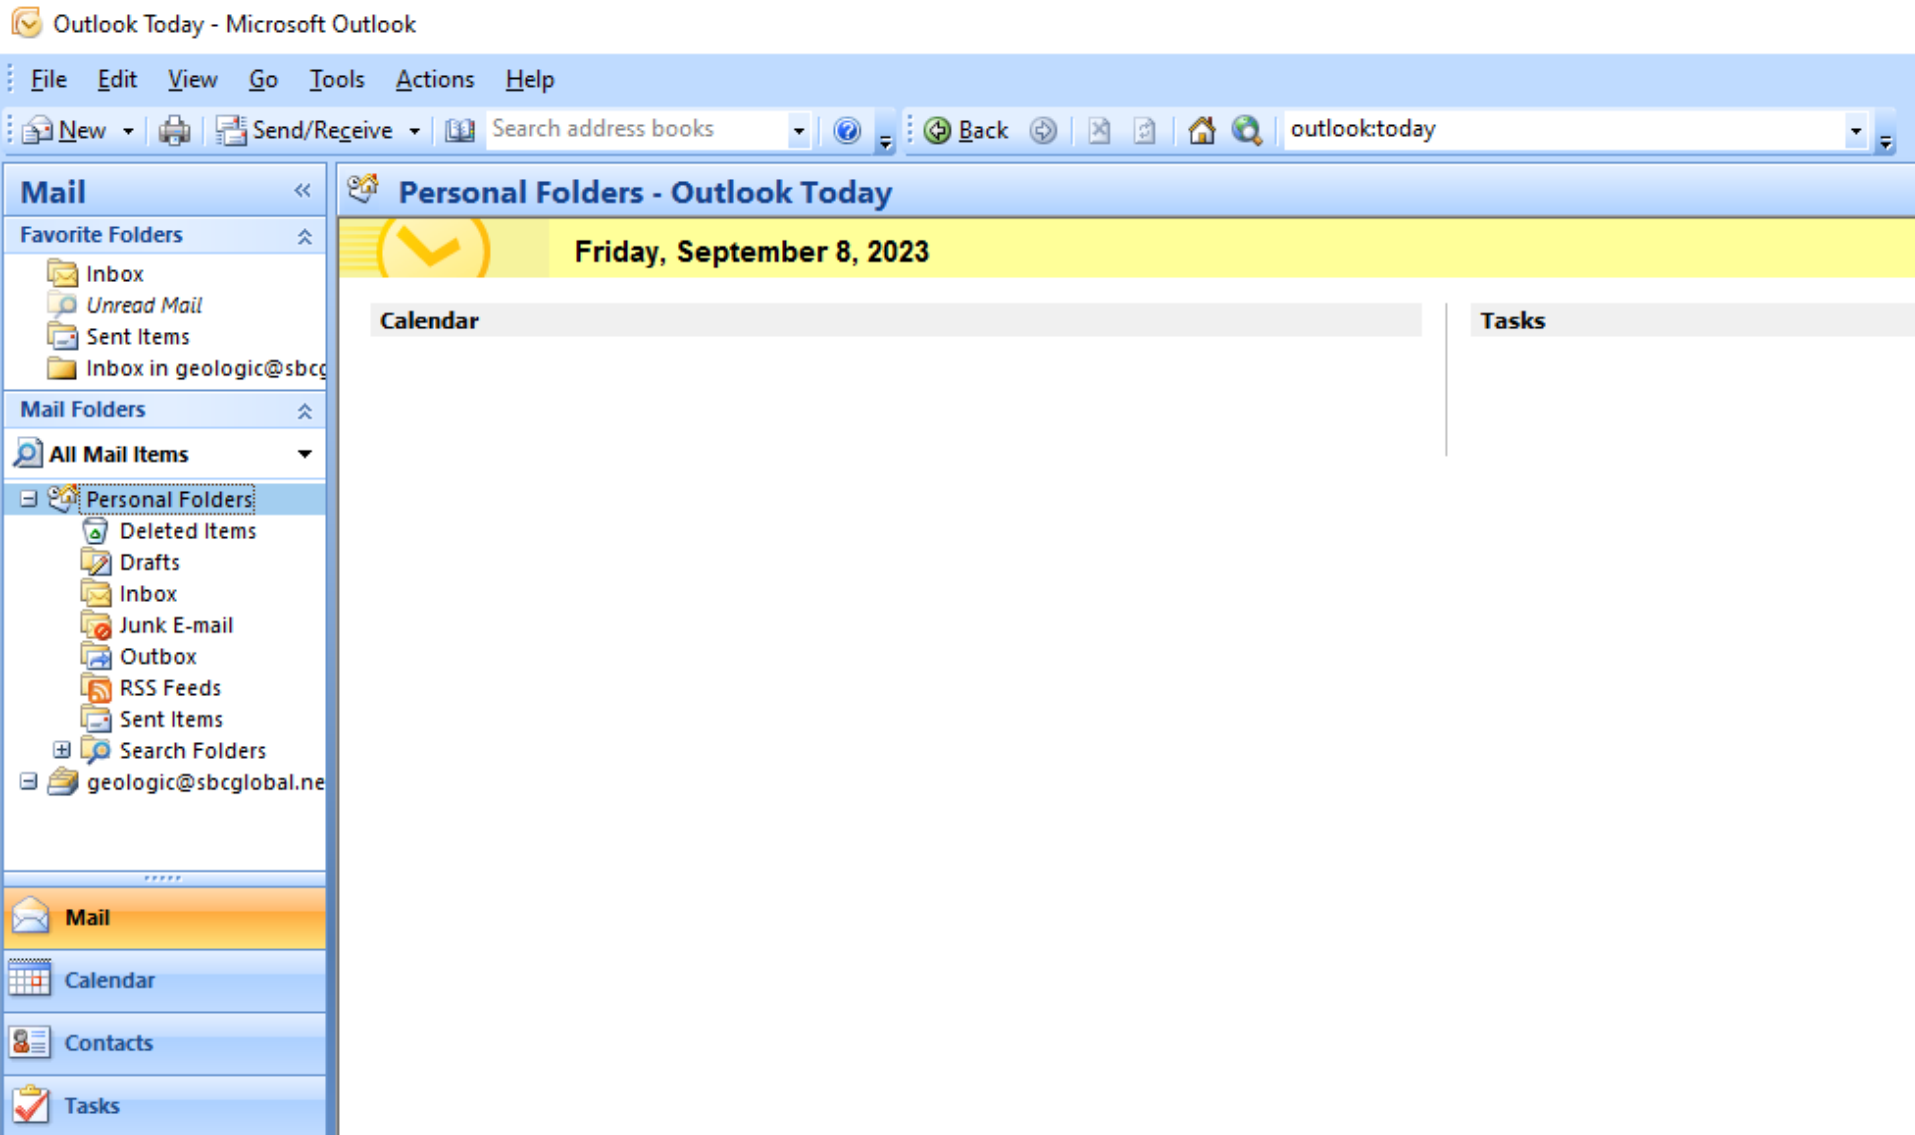 Outlook Today - Microsoft Outlook
File Edit View Go Tools Actions Help
New Send/Receive Search address books Back outlook:today
Mail
Favorite Folders
Inbox
Unread Mail
Sent Items
Inbox in geologic@sbcg
Mail Folders
All Mail Items
Personal Folders
Deleted Items
Drafts
Inbox
Junk E-mail
Outbox
RSS Feeds
Sent Items
Search Folders
geologic@sbcglobal.ne
Mail
Calendar
Contacts
Tasks
Personal Folders - Outlook Today
Friday, September 8, 2023
Calendar
Tasks